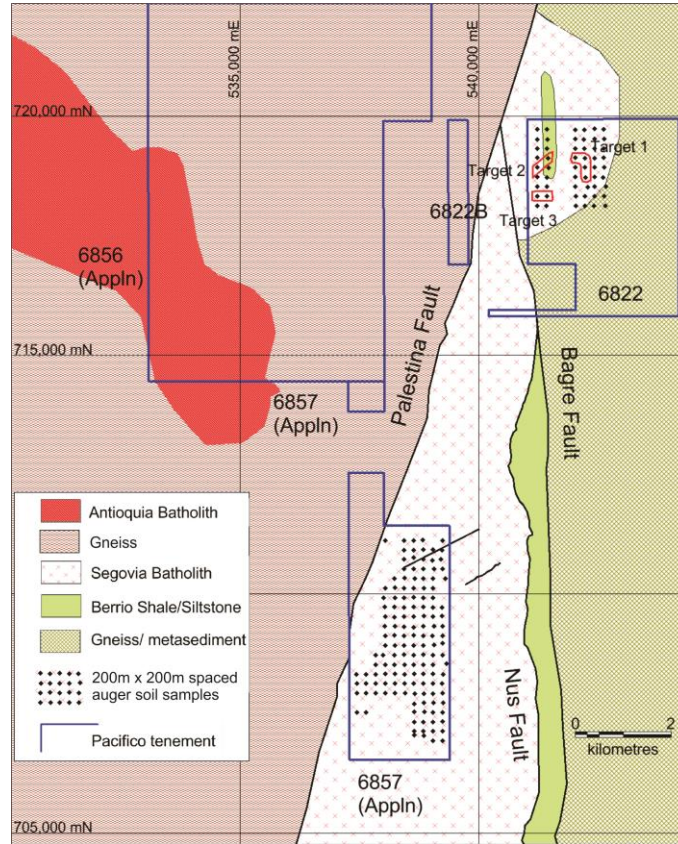 535,000 mE
540,000 mE
720,000 mN
Target 1
Target 2
6822B
Target 3
6856
(Appln)
6822
Palestina Fault
715,000 mN
Bagre Fault
6857
(Appln)
Antioquia Batholith
Gneiss
Segovia Batholith
Berrio Shale/Siltstone
Gneiss/ metasediment
200m x 200m spaced
auger soil samples
Pacifico tenement
Nus Fault
0 2
kilometres
6857
(Appln)
705,000 mN